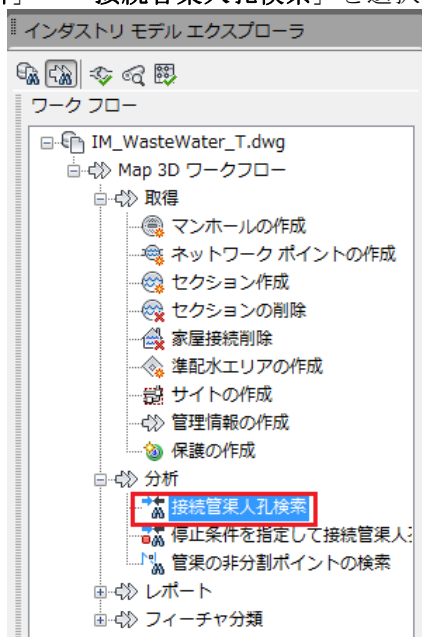 」 「接続管渠人孔検索」を選択
インダストリ モデル エクスプローラ
ワーク フロー
IM_WasteWater_T.dwg
Map 3D ワークフロー
取得
マンホールの作成
ネットワーク ポイントの作成
セクション作成
セクションの削除
家屋接続削除
準配水エリアの作成
サイトの作成
管理情報の作成
保護の作成
分析
接続管渠人孔検索
停止条件を指定して接続管渠人
管渠の非分割ポイントの検索
レポート
フィーチャ分類